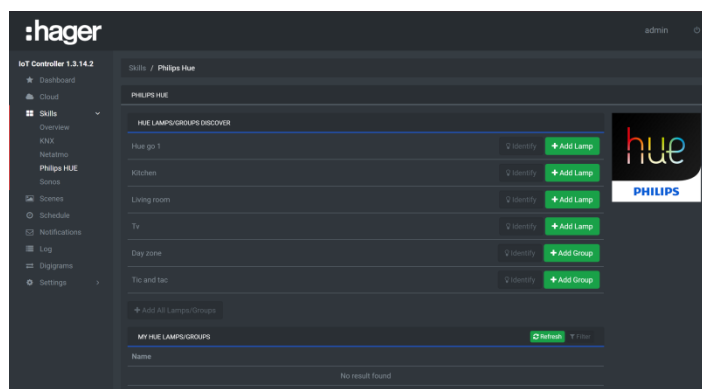 :hager
admin
IoT Controller 1.3.14.2
Dashboard
Cloud
Skills
Overview
KNX
Netatmo
Philips HUE
Sonos
Scenes
Schedule
Notifications
Log
Digigrams
Settings
Skills / Philips Hue
PHILIPS HUE
HUE LAMPS/GROUPS DISCOVER
Hue go 1 Identify + Add Lamp
Kitchen Identify + Add Lamp
Living room Identify + Add Lamp
Tv Identify + Add Lamp
Day zone Identify + Add Group
Tic and tac Identify + Add Group
+ Add All Lamps/Groups
MY HUE LAMPS/GROUPS Refresh Filter
Name
No result found
hue
PHILIPS